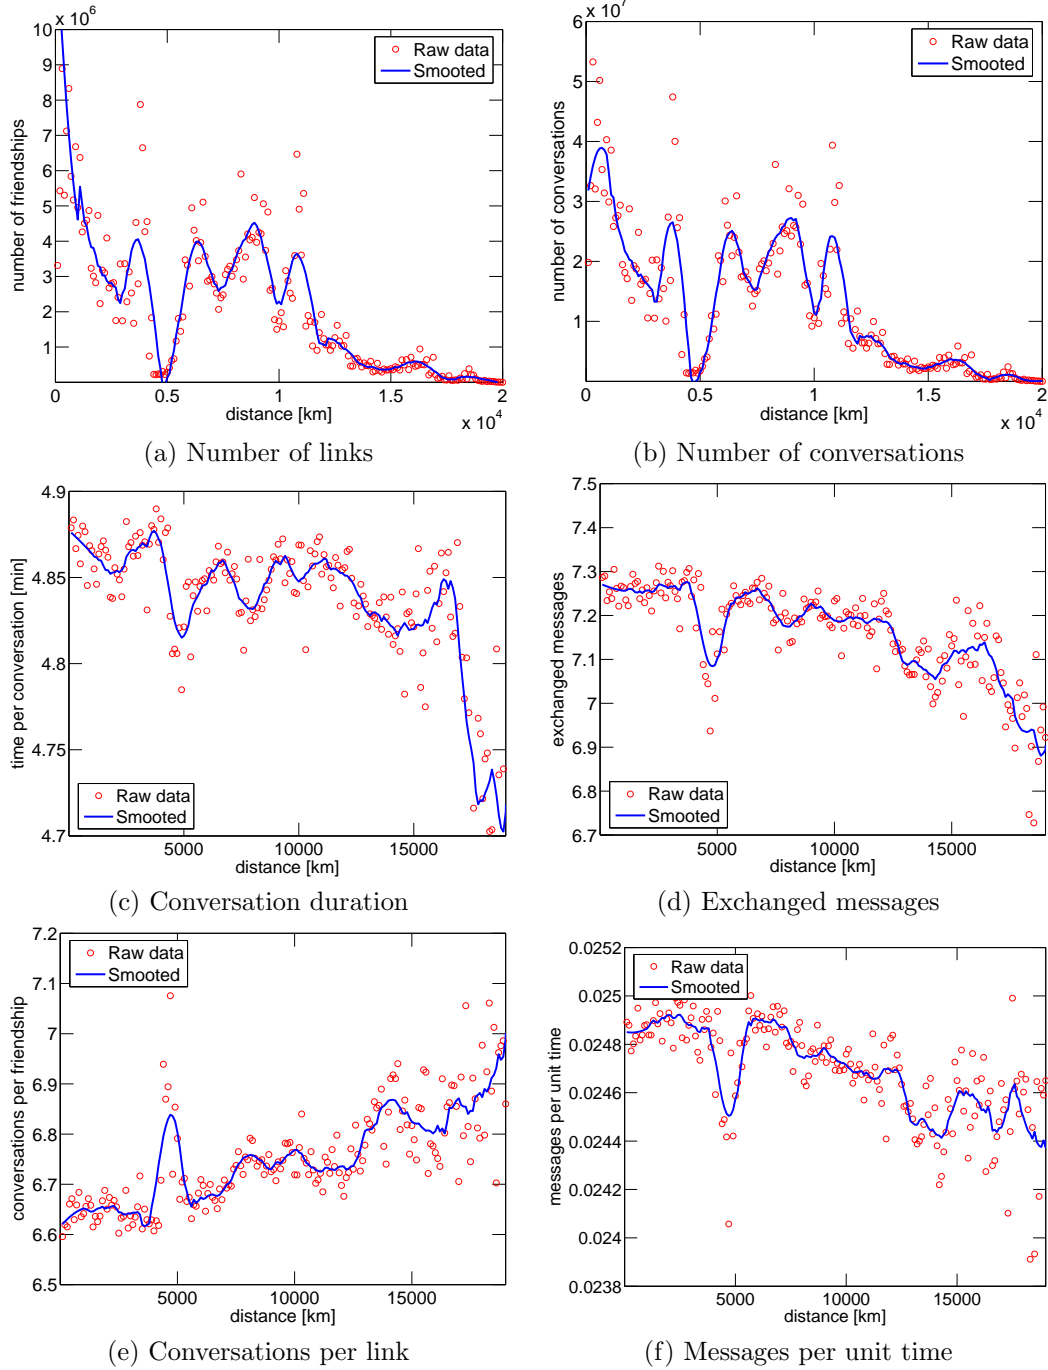 x 10^6
10
9
8
7
6
5
4
3
2
1
number of friendships
Raw data
Smooted
0
0.5
1
1.5
2
distance [km]
x 10^4
(a) Number of links
x 10^7
6
5
4
3
2
1
number of conversations
Raw data
Smooted
0
0.5
1
1.5
2
distance [km]
x 10^4
(b) Number of conversations
4.9
4.85
4.8
4.75
4.7
time per conversation [min]
Raw data
Smooted
5000
10000
15000
distance [km]
(c) Conversation duration
7.5
7.4
7.3
7.2
7.1
7
6.9
6.8
6.7
exchanged messages
Raw data
Smooted
5000
10000
15000
distance [km]
(d) Exchanged messages
7.2
7.1
7
6.9
6.8
6.7
6.6
6.5
conversations per friendship
Raw data
Smooted
5000
10000
15000
distance [km]
(e) Conversations per link
0.0252
0.025
0.0248
0.0246
0.0244
0.0242
0.024
0.0238
messages per unit time
Raw data
Smooted
5000
10000
15000
distance [km]
(f) Messages per unit time